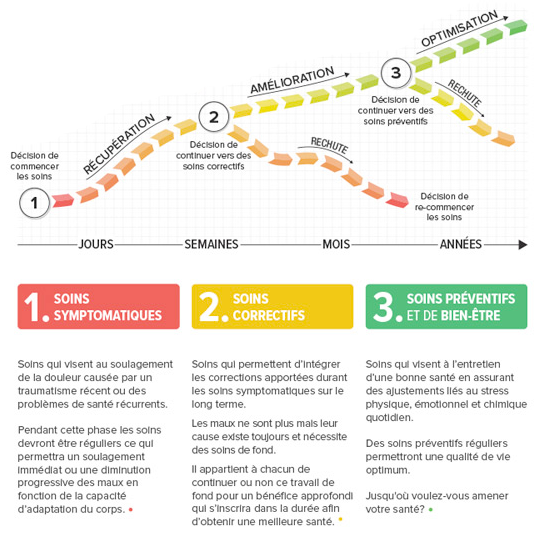 OPTIMISATION
AMÉLIORATION
3
RECHUTE
Décision de
continuer vers des
soins préventifs
RÉCUPÉRATION
2
Décision de
continuer vers des
soins correctifs
RECHUTE
Décision de
commencer
les soins
1
Décision de
re-commencer
les soins
JOURS
SEMAINES
MOIS
ANNÉES
1. SOINS
SYMPTOMATIQUES
2. SOINS
CORRECTIFS
3. SOINS PRÉVENTIFS
ET DE BIEN-ÊTRE
Soins qui visent au soulagement
de la douleur causée par un
traumatisme récent ou des
problèmes de santé récurrents.
Pendant cette phase les soins
devront être réguliers ce qui
permettra un soulagement
immédiat ou une diminution
progressive des maux en
fonction de la capacité
d'adaptation du corps.
Soins qui permettent d'intégrer
les corrections apportées durant
les soins symptomatiques sur le
long terme.
Les maux ne sont plus mais leur
cause existe toujours et nécessite
des soins de fond.
Il appartient à chacun de
continuer ou non ce travail de
fond pour un bénéfice approfondi
qui s'inscrira dans la durée afin
d'obtenir une meilleure santé.
Soins qui visent à l'entretien
d'une bonne santé en assurant
des ajustements liés au stress
physique, émotionnel et chimique
quotidien.
Des soins préventifs réguliers
permettront une qualité de vie
optimum.
Jusqu'où voulez-vous amener
votre santé?